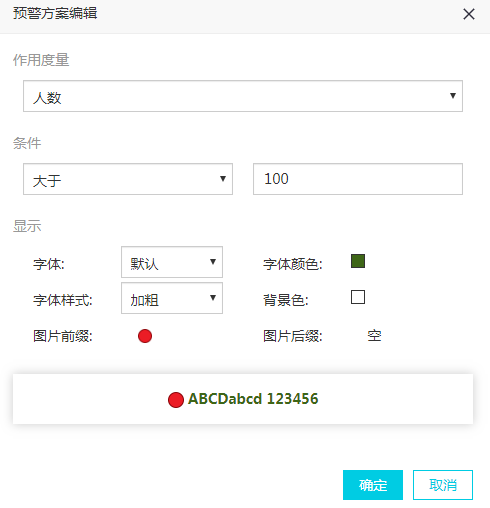 预警方案编辑
作用度量
人数
条件
大于 100
显示
字体: 默认 字体颜色:
字体样式: 加粗 背景色:
图片前缀: 图片后缀: 空
ABCDabcd 123456
确定 取消